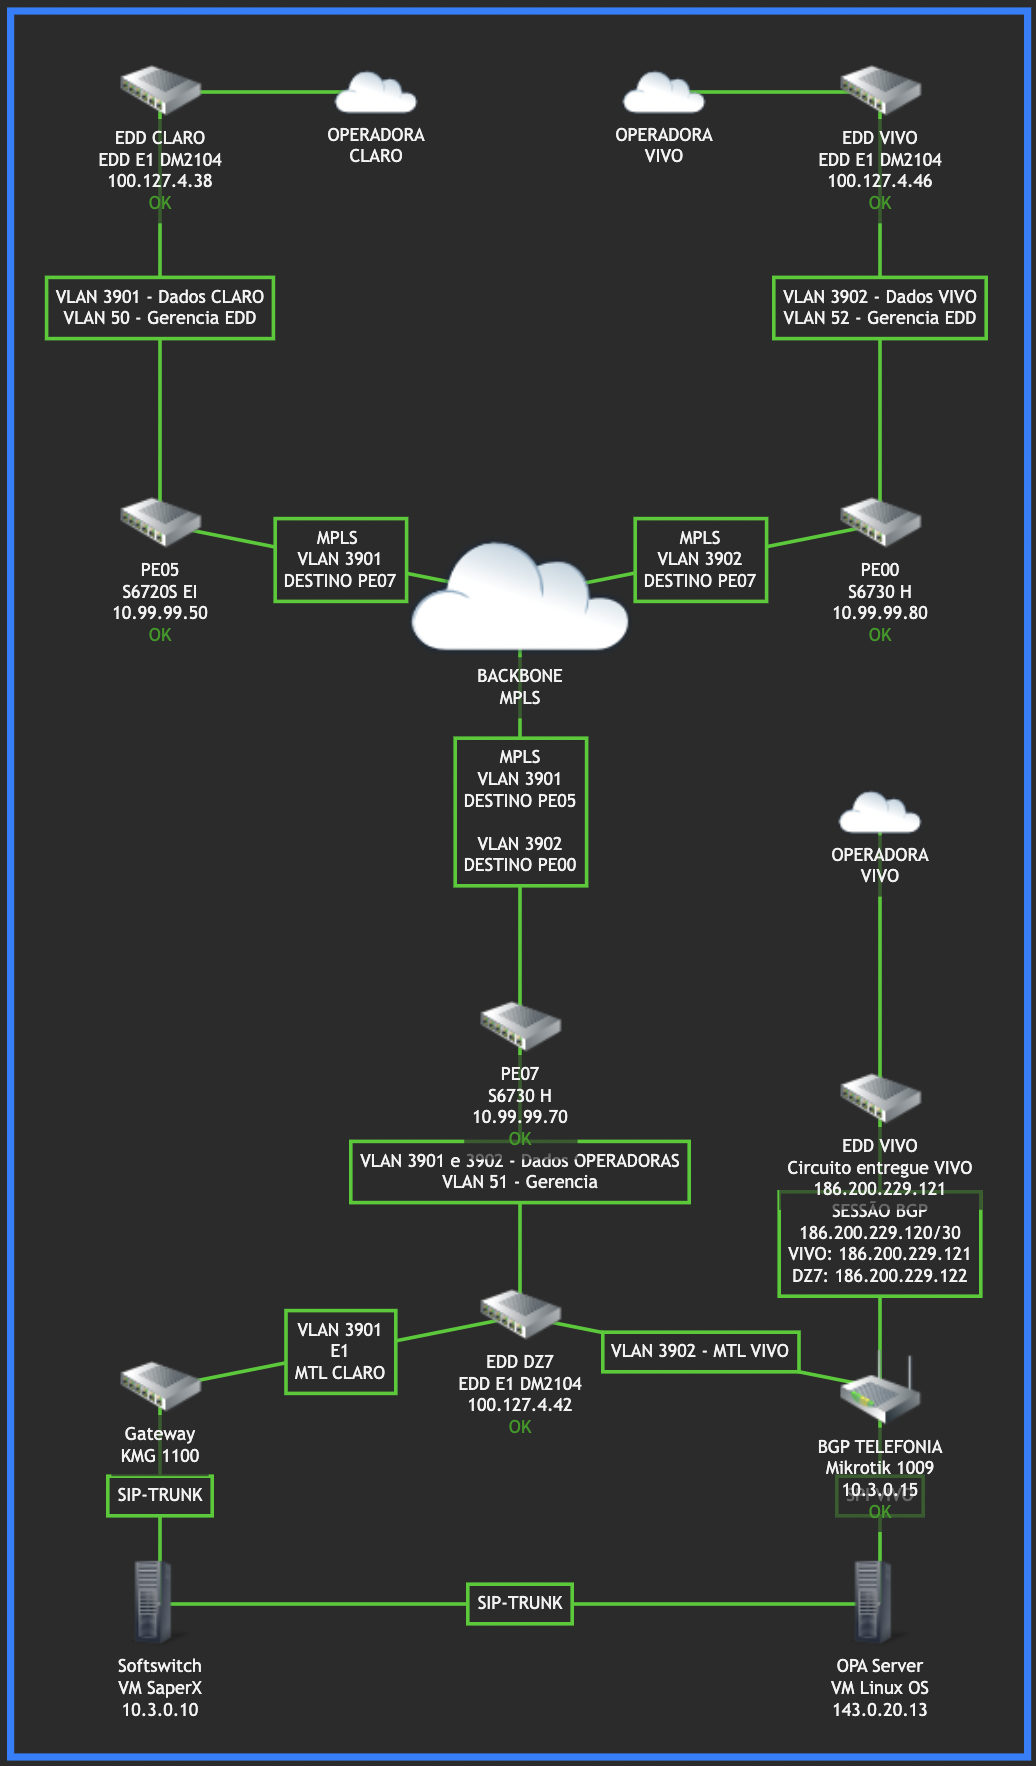 EDD CLARO
EDD E1 DM2104
100.127.4.38
OK
OPERADORA
CLARO
OPERADORA
VIVO
EDD VIVO
EDD E1 DM2104
100.127.4.46
OK
VLAN 3901 - Dados CLARO
VLAN 50 - Gerencia EDD
VLAN 3902 - Dados VIVO
VLAN 52 - Gerencia EDD
PE05
S6720S EI
10.99.99.50
OK
MPLS
VLAN 3901
DESTINO PE07
MPLS
VLAN 3902
DESTINO PE07
PE00
S6730 H
10.99.99.80
OK
BACKBONE
MPLS
MPLS
VLAN 3901
DESTINO PE05
VLAN 3902
DESTINO PE00
OPERADORA
VIVO
PE07
S6730 H
10.99.99.70
OK
VLAN 3901 e 3902 - Dados OPERADORAS
VLAN 51 - Gerencia
EDD VIVO
Circuito entregue VIVO
186.200.229.121
SESSÃO BGP
186.200.229.120/30
VIVO: 186.200.229.121
DZ7: 186.200.229.122
VLAN 3901
E1
MTL CLARO
EDD DZ7
EDD E1 DM2104
100.127.4.42
OK
VLAN 3902 - MTL VIVO
Gateway
KMG 1100
BGP TELEFONIA
Mikrotik 1009
10.3.0.15
OK
SIP-TRUNK
VIVO
SIP-TRUNK
Softswitch
VM SaperX
10.3.0.10
OPA Server
VM Linux OS
143.0.20.13